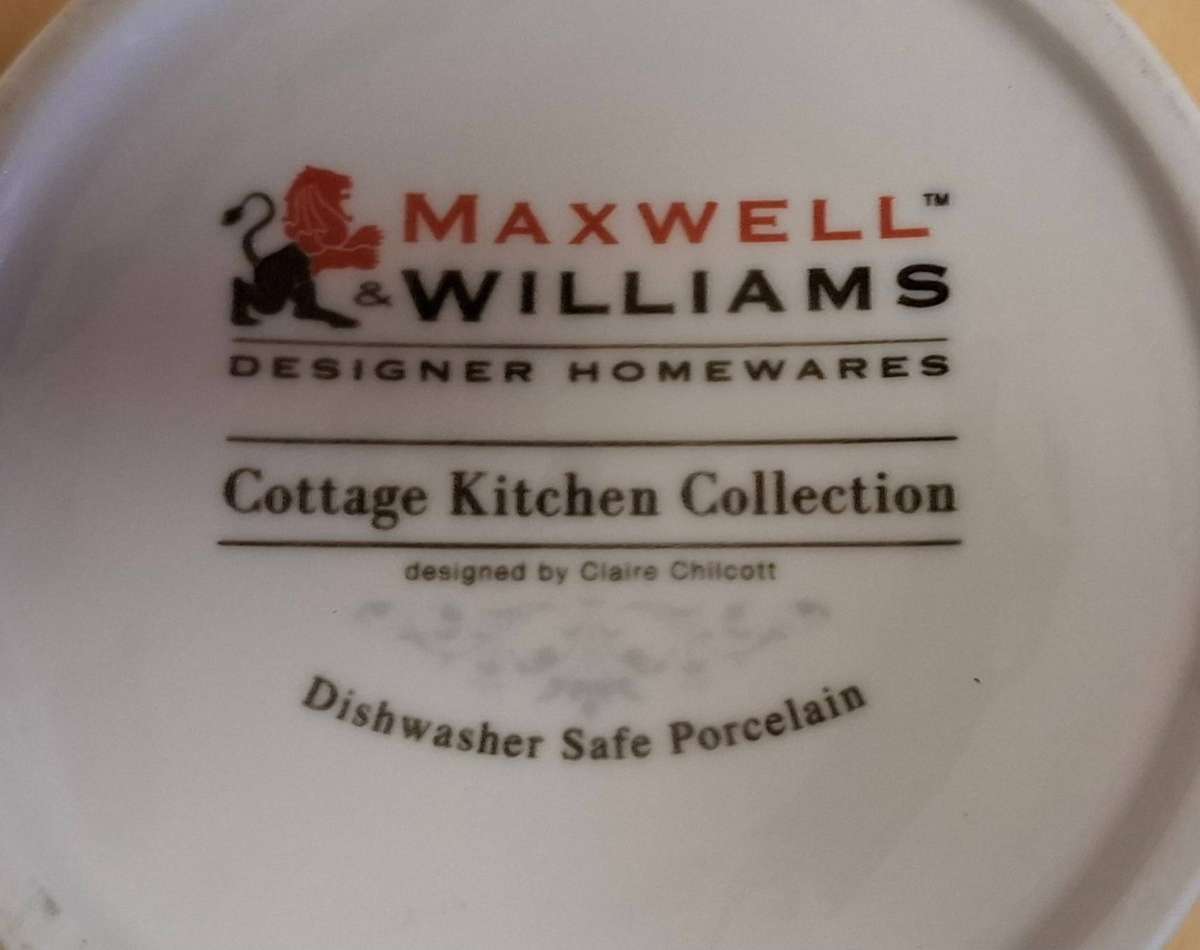 MAXWELL™
& WILLIAMS
DESIGNER HOMEWARES
Cottage Kitchen Collection
designed by Claire Chilcott
Dishwasher Safe Porcelain